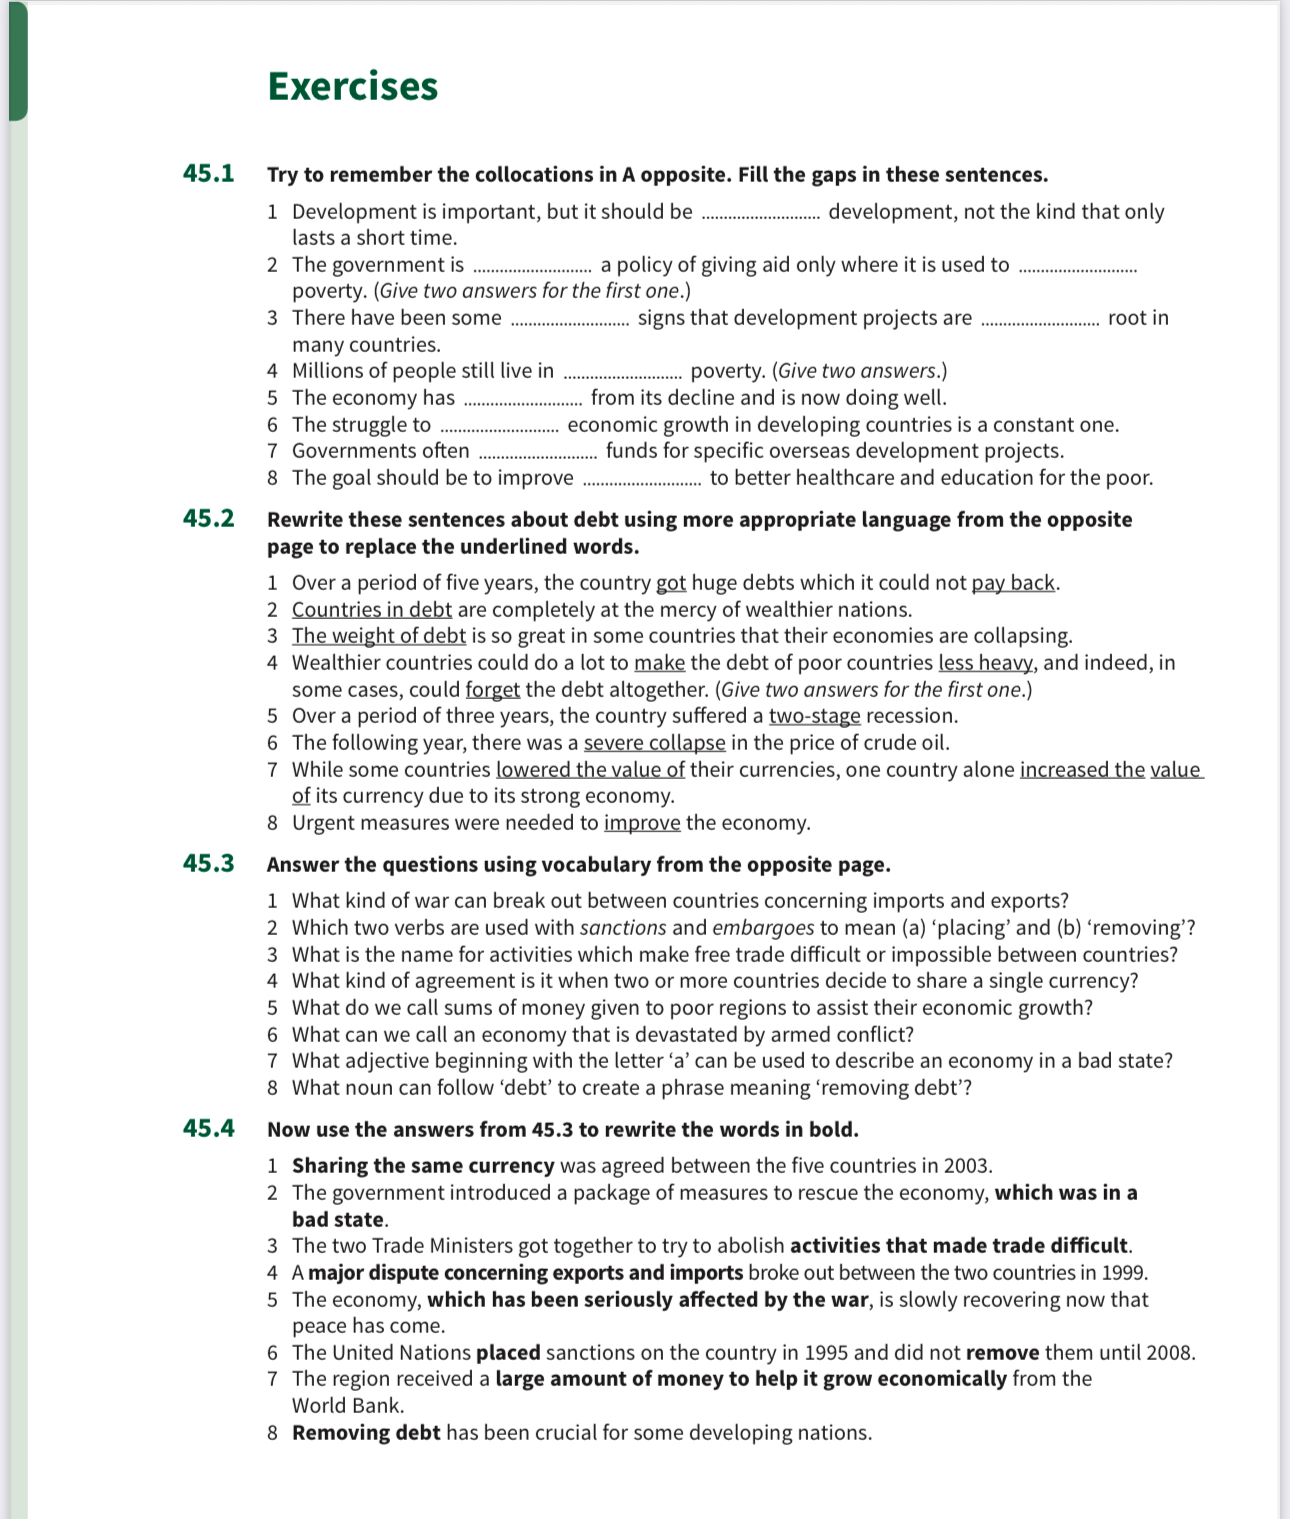 Exercises
45.1 Try to remember the collocations in A opposite. Fill the gaps in these sentences.
1 Development is important, but it should be .......................... development, not the kind that only
lasts a short time.
2 The government is .......................... a policy of giving aid only where it is used to ..........................
poverty. (Give two answers for the first one.)
3 There have been some .......................... signs that development projects are .......................... root in
many countries.
4 Millions of people still live in .......................... poverty. (Give two answers.)
5 The economy has .......................... from its decline and is now doing well.
6 The struggle to .......................... economic growth in developing countries is a constant one.
7 Governments often .......................... funds for specific overseas development projects.
8 The goal should be to improve .......................... to better healthcare and education for the poor.
45.2 Rewrite these sentences about debt using more appropriate language from the opposite
page to replace the underlined words.
1 Over a period of five years, the country got huge debts which it could not pay back.
2 Countries in debt are completely at the mercy of wealthier nations.
3 The weight of debt is so great in some countries that their economies are collapsing.
4 Wealthier countries could do a lot to make the debt of poor countries less heavy, and indeed, in
some cases, could forget the debt altogether. (Give two answers for the first one.)
5 Over a period of three years, the country suffered a two-stage recession.
6 The following year, there was a severe collapse in the price of crude oil.
7 While some countries lowered the value of their currencies, one country alone increased the value
of its currency due to its strong economy.
8 Urgent measures were needed to improve the economy.
45.3 Answer the questions using vocabulary from the opposite page.
1 What kind of war can break out between countries concerning imports and exports?
2 Which two verbs are used with sanctions and embargoes to mean (a) ‘placing’ and (b) ‘removing’?
3 What is the name for activities which make free trade difficult or impossible between countries?
4 What kind of agreement is it when two or more countries decide to share a single currency?
5 What do we call sums of money given to poor regions to assist their economic growth?
6 What can we call an economy that is devastated by armed conflict?
7 What adjective beginning with the letter ‘a’ can be used to describe an economy in a bad state?
8 What noun can follow ‘debt’ to create a phrase meaning ‘removing debt’?
45.4 Now use the answers from 45.3 to rewrite the words in bold.
1 Sharing the same currency was agreed between the five countries in 2003.
2 The government introduced a package of measures to rescue the economy, which was in a
bad state.
3 The two Trade Ministers got together to try to abolish activities that made trade difficult.
4 A major dispute concerning exports and imports broke out between the two countries in 1999.
5 The economy, which has been seriously affected by the war, is slowly recovering now that
peace has come.
6 The United Nations placed sanctions on the country in 1995 and did not remove them until 2008.
7 The region received a large amount of money to help it grow economically from the
World Bank.
8 Removing debt has been crucial for some developing nations.